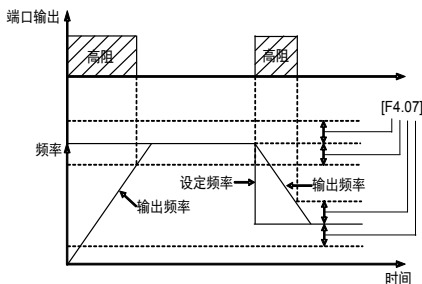 端口输出
高阻
高阻
[F4.07]
频率
设定频率
输出频率
输出频率
时间